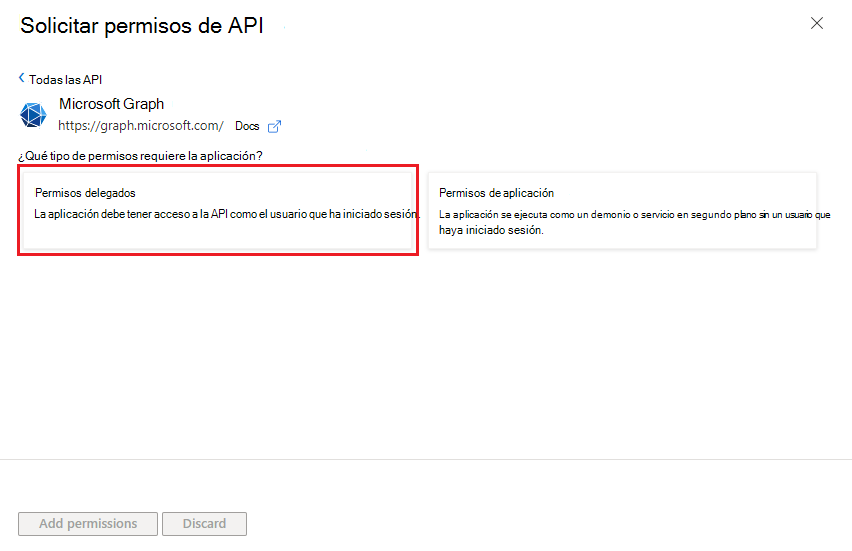 Solicitar permisos de API
Todas las API
Microsoft Graph
https://graph.microsoft.com/ Docs
¿Qué tipo de permisos requiere la aplicación?
Permisos delegados
La aplicación debe tener acceso a la API como el usuario que ha iniciado sesión.
Permisos de aplicación
La aplicación se ejecuta como un demonio o servicio en segundo plano sin un usuario que
haya iniciado sesión.
Add permissions
Discard